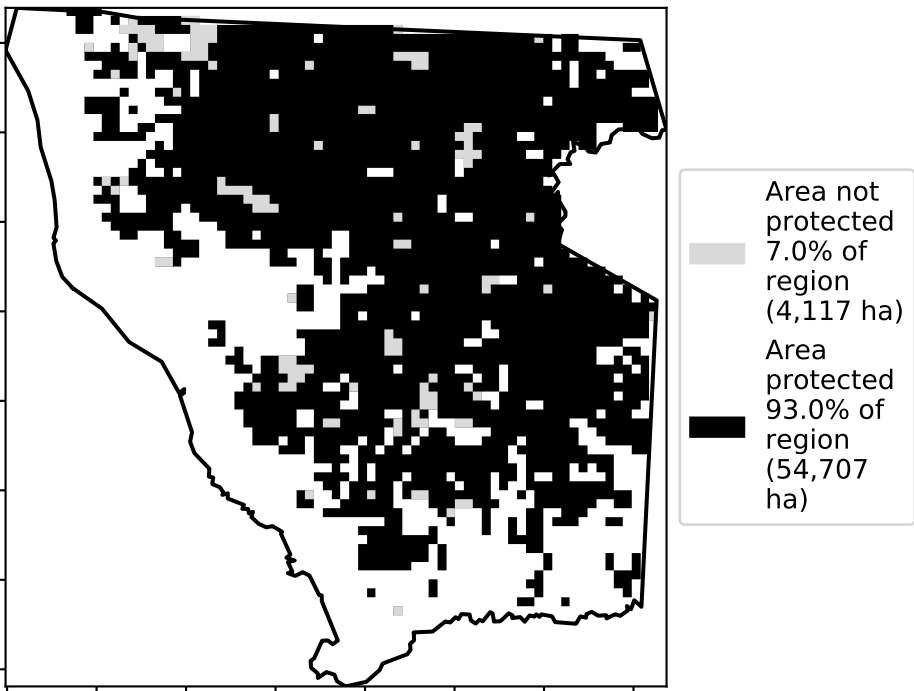 Area not
protected
7.0% of
region
(4,117 ha)
Area
protected
93.0% of
region
(54,707
ha)